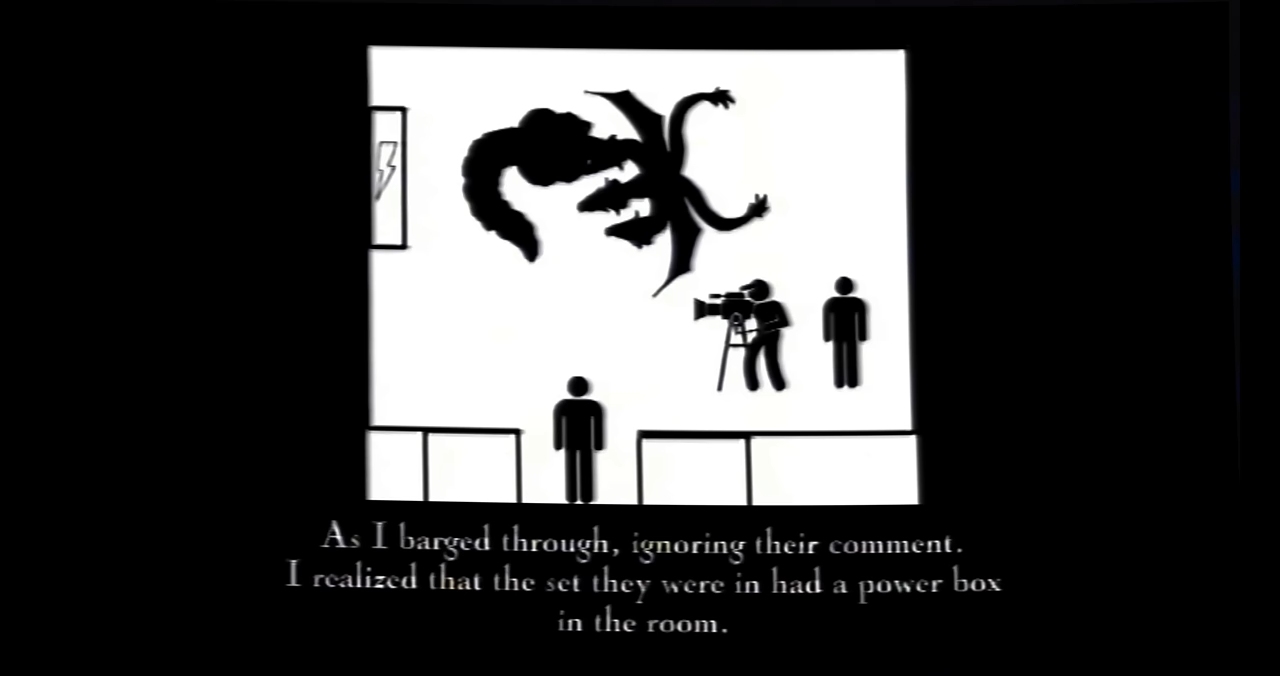 As I barged through, ignoring their comment.
I realized that the set they were in had a power box
in the room.